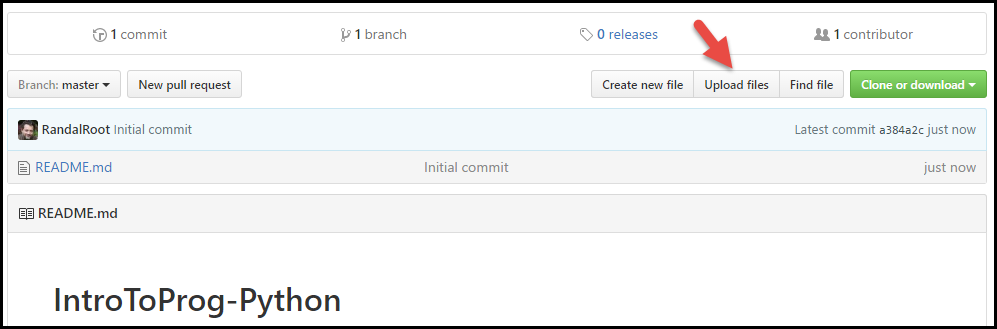 1 commit 1 branch 0 releases 1 contributor
Branch: master New pull request Create new file Upload files Find file Clone or download
RandalRoot Initial commit Latest commit a384a2c just now
README.md Initial commit just now
README.md
IntroToProg-Python